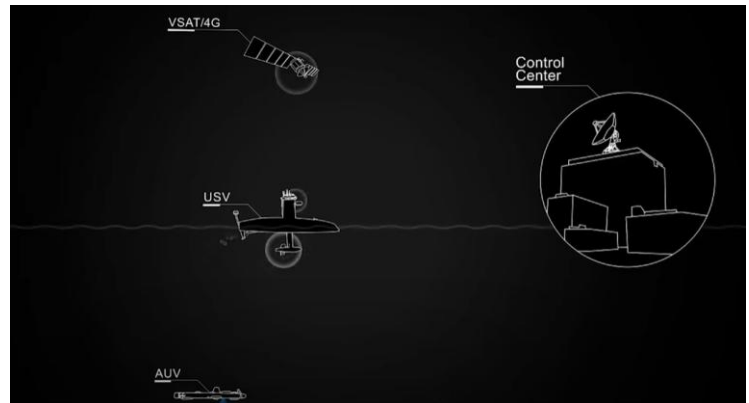 VSAT/4G
Control
Center
USV
AUV